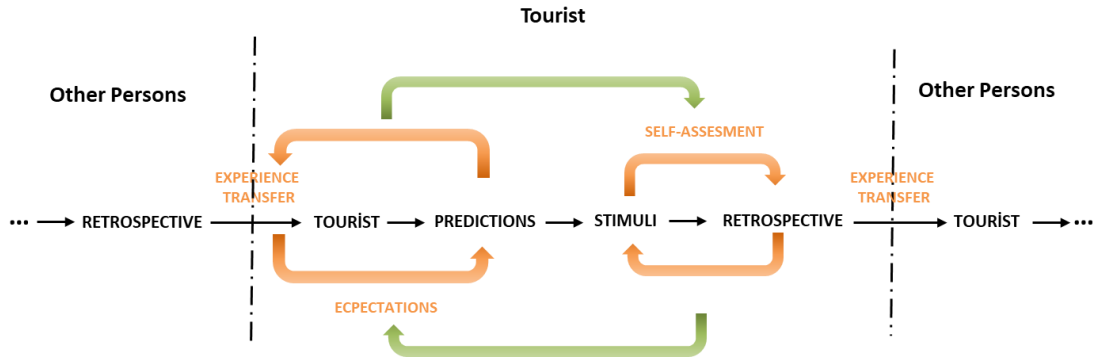 Tourist
Other Persons
Other Persons
SELF-ASSESMENT
EXPERIENCE
TRANSFER
EXPERIENCE
TRANSFER
... RETROSPECTIVE TOURİST PREDICTIONS STIMULI RETROSPECTIVE TOURİST ...
ECPECTATIONS